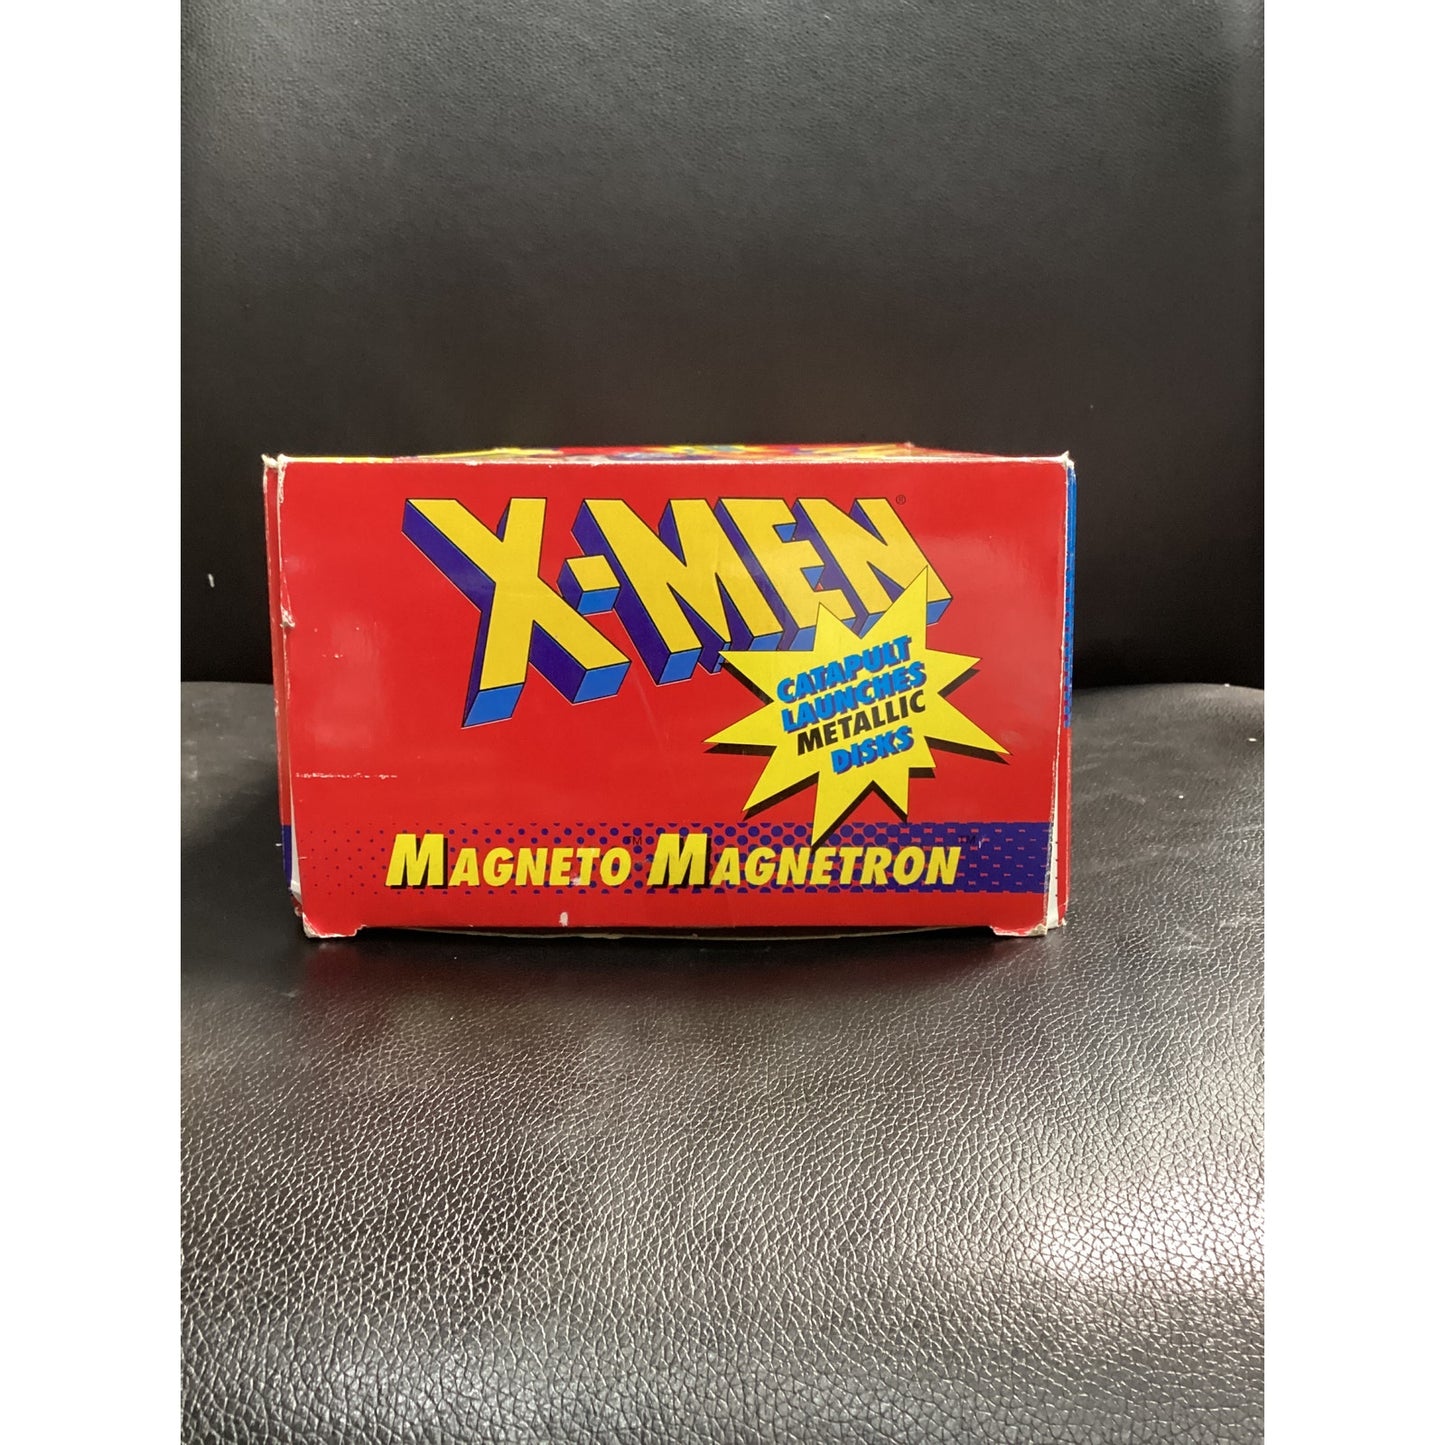 X-MEN®
CATAPULT
LAUNCHES
METALLIC
DISKS
MAGNETO™ MAGNETRON™